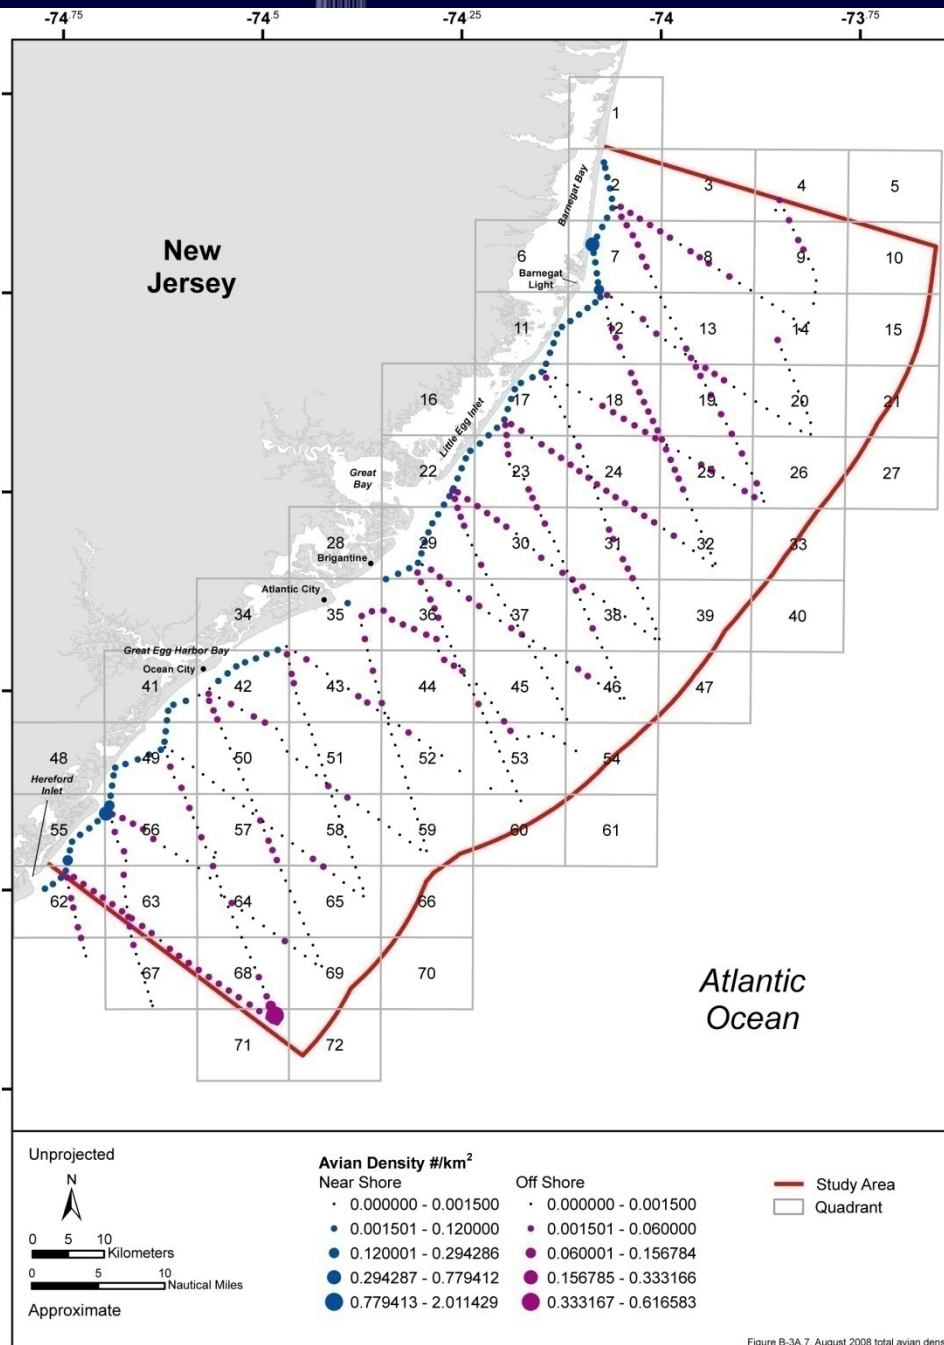 -74.75 -74.5 -74.25 -74 -73.75
1
2 3 4 5
Barnegat Bay
New
Jersey
6 7 8 9 10
Barnegat
Light
11 12 13 14 15
16 17 18 19 20 21
Little Egg Inlet
22 23 24 25 26 27
Great
Bay
28 29 30 31 32 33
Brigantine
Atlantic City
34 35 36 37 38 39 40
Great Egg Harbor Bay
Ocean City
41 42 43 44 45 46 47
48 49 50 51 52 53 54
Hereford
Inlet
55 56 57 58 59 60 61
62 63 64 65 66
67 68 69 70
Atlantic
Ocean
71 72
Unprojected
N
0 5 10
Kilometers
0 5 10
Nautical Miles
Approximate
Avian Density #/km2
Near Shore Off Shore
0.000000 - 0.001500 0.000000 - 0.001500
0.001501 - 0.120000 0.001501 - 0.060000
0.120001 - 0.294286 0.060001 - 0.156784
0.294287 - 0.779412 0.156785 - 0.333166
0.779413 - 2.011429 0.333167 - 0.616583
Study Area
Quadrant
Figure B-3A.7. August 2008 total avian dens